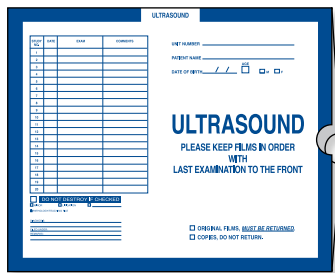 ULTRASOUND
STUDY NO. DATE EXAM COMMENTS
1
2
3
4
5
6
7
8
9
10
11
12
13
14
15
16
17
18
19
20
DO NOT DESTROY IF CHECKED
UNIT NUMBER
PATIENT NAME
AGE
DATE OF BIRTH / / M F
ULTRASOUND
PLEASE KEEP FILMS IN ORDER
WITH
LAST EXAMINATION TO THE FRONT
ORIGINAL FILMS, MUST BE RETURNED.
COPIES, DO NOT RETURN.